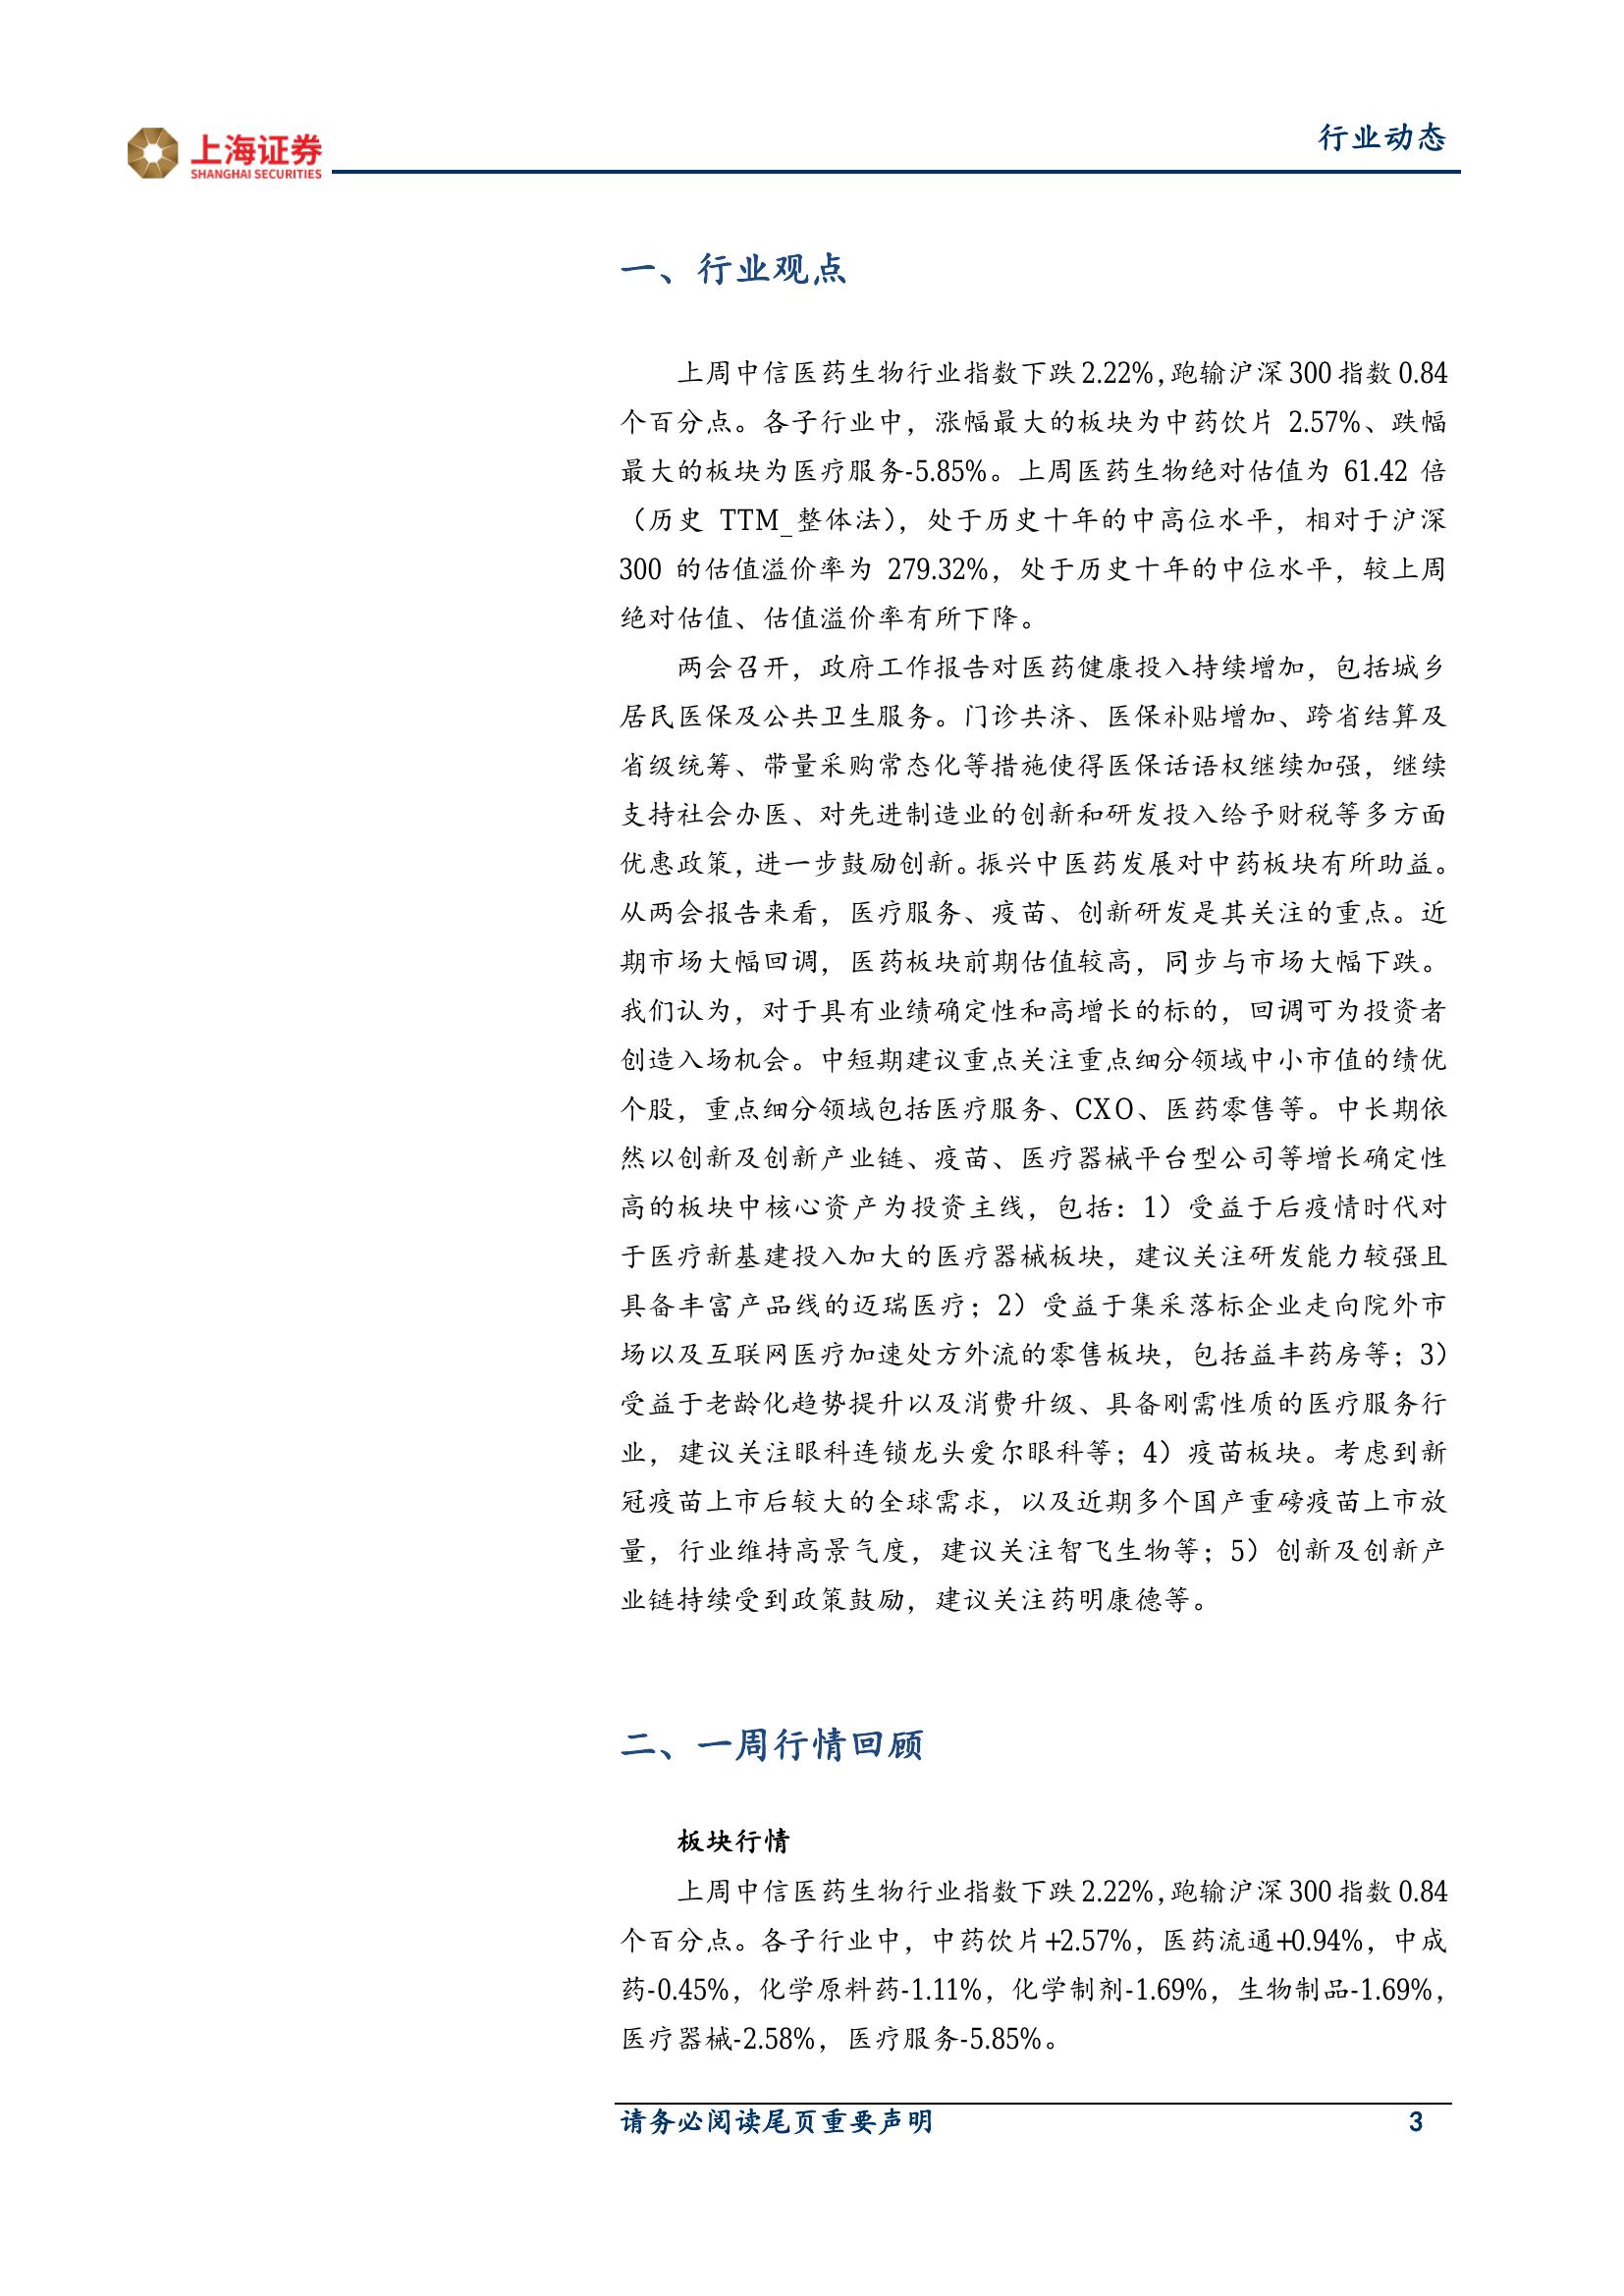 上海证券
SHANGHAI SECURITIES
行业动态
一、行业观点
上周中信医药生物行业指数下跌2.22%,跑输沪深300指数0.84
个百分点。各子行业中，涨幅最大的板块为中药饮片 2.57%、跌幅
最大的板块为医疗服务-5.85%。上周医药生物绝对估值为 61.42 倍
（历史 TTM_整体法），处于历史十年的中高位水平，相对于沪深
300 的估值溢价率为 279.32%，处于历史十年的中位水平，较上周
绝对估值、估值溢价率有所下降。
两会召开，政府工作报告对医药健康投入持续增加，包括城乡
居民医保及公共卫生服务。门诊共济、医保补贴增加、跨省结算及
省级统筹、带量采购常态化等措施使得医保话语权继续加强，继续
支持社会办医、对先进制造业的创新和研发投入给予财税等多方面
优惠政策，进一步鼓励创新。振兴中医药发展对中药板块有所助益。
从两会报告来看，医疗服务、疫苗、创新研发是其关注的重点。近
期市场大幅回调，医药板块前期估值较高，同步与市场大幅下跌。
我们认为，对于具有业绩确定性和高增长的标的，回调可为投资者
创造入场机会。中短期建议重点关注重点细分领域中小市值的绩优
个股，重点细分领域包括医疗服务、CXO、医药零售等。中长期依
然以创新及创新产业链、疫苗、医疗器械平台型公司等增长确定性
高的板块中核心资产为投资主线，包括：1）受益于后疫情时代对
于医疗新基建投入加大的医疗器械板块，建议关注研发能力较强且
具备丰富产品线的迈瑞医疗；2）受益于集采落标企业走向院外市
场以及互联网医疗加速处方外流的零售板块，包括益丰药房等；3）
受益于老龄化趋势提升以及消费升级、具备刚需性质的医疗服务行
业，建议关注眼科连锁龙头爱尔眼科等；4）疫苗板块。考虑到新
冠疫苗上市后较大的全球需求，以及近期多个国产重磅疫苗上市放
量，行业维持高景气度，建议关注智飞生物等；5）创新及创新产
业链持续受到政策鼓励，建议关注药明康德等。
二、一周行情回顾
板块行情
上周中信医药生物行业指数下跌2.22%,跑输沪深300指数0.84
个百分点。各子行业中，中药饮片+2.57%，医药流通+0.94%，中成
药-0.45%，化学原料药-1.11%，化学制剂-1.69%，生物制品-1.69%，
医疗器械-2.58%，医疗服务-5.85%。
请务必阅读尾页重要声明 3